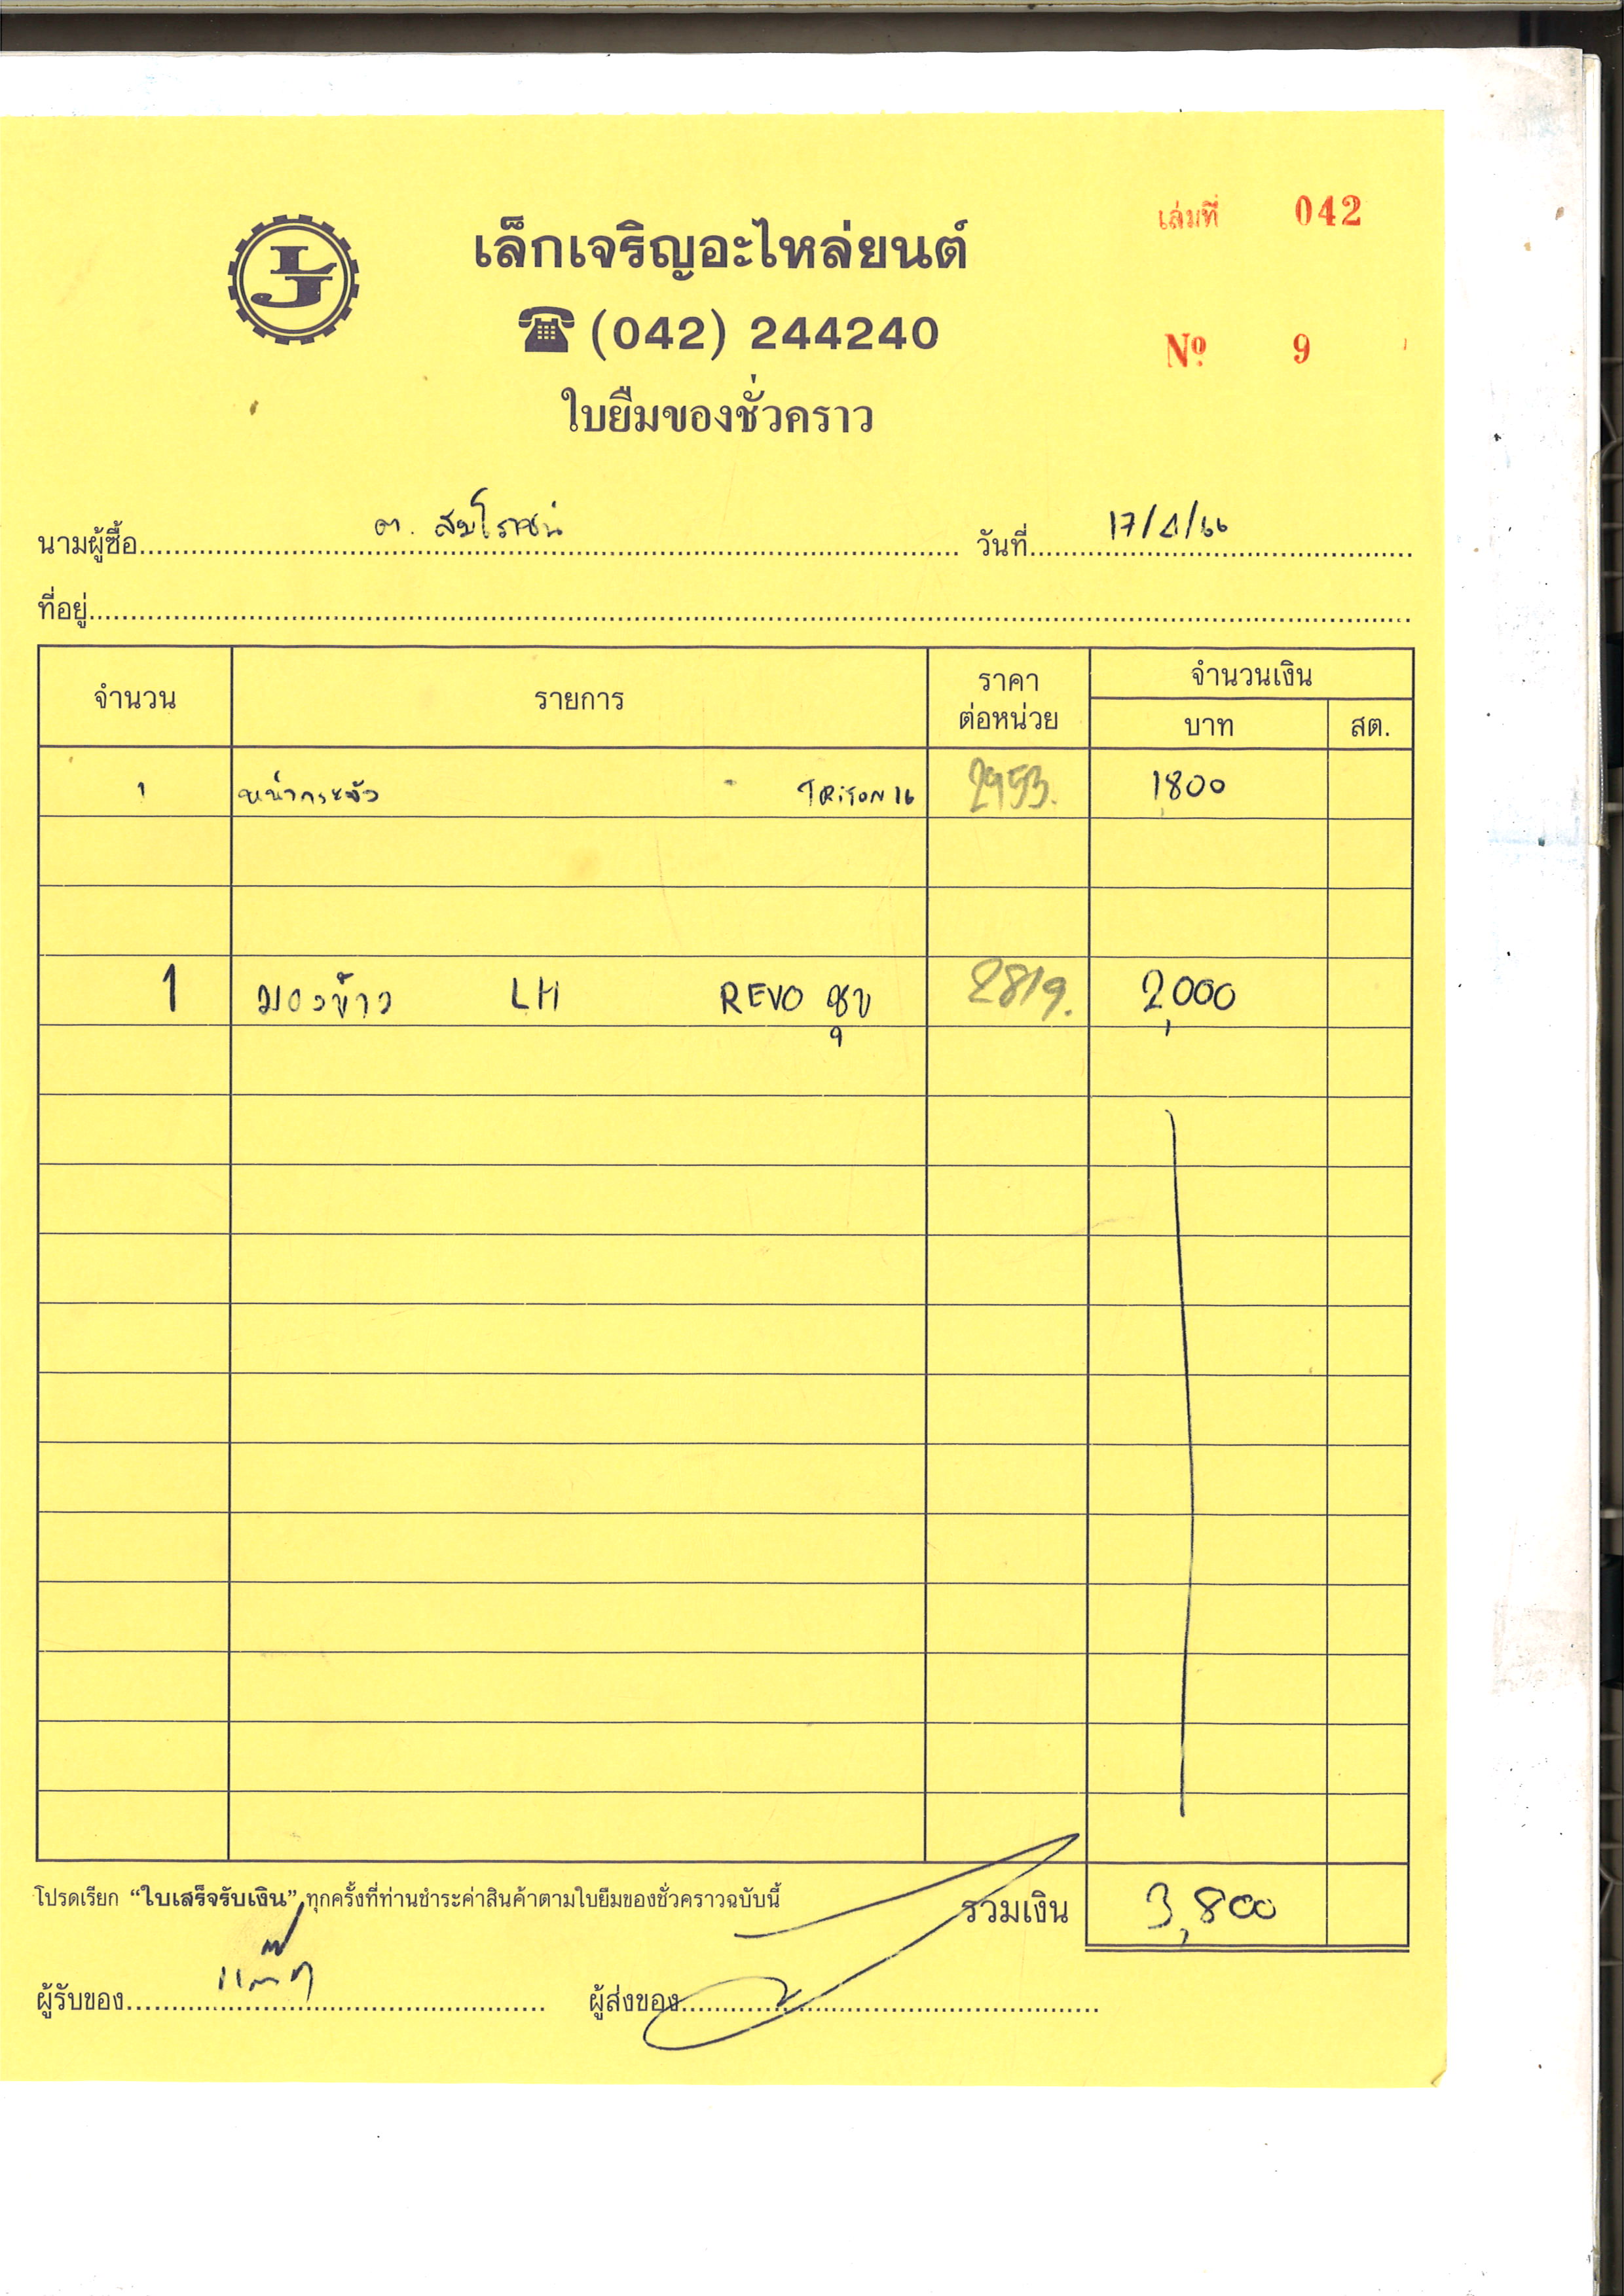 เล่มที่ 042
LJ
เล็กเจริญอะไหล่ยนต์
(042) 244240
Nº 9
ใบยืมของชั่วคราว
นามผู้ซื้อ ต. สมโรชน์ วันที่ 17/4/66
ที่อยู่
จำนวน รายการ ราคาต่อหน่วย จำนวนเงิน
บาท สต.
1 หน้ากระจัง TRITON 16 2953. 1800
1 มองข้าง LH REVO ชุบ 2819. 2,000
โปรดเรียก "ใบเสร็จรับเงิน" ทุกครั้งที่ท่านชำระค่าสินค้าตามใบยืมของชั่วคราวฉบับนี้ รวมเงิน 3,800
ผู้รับของ ผู้ส่งของ